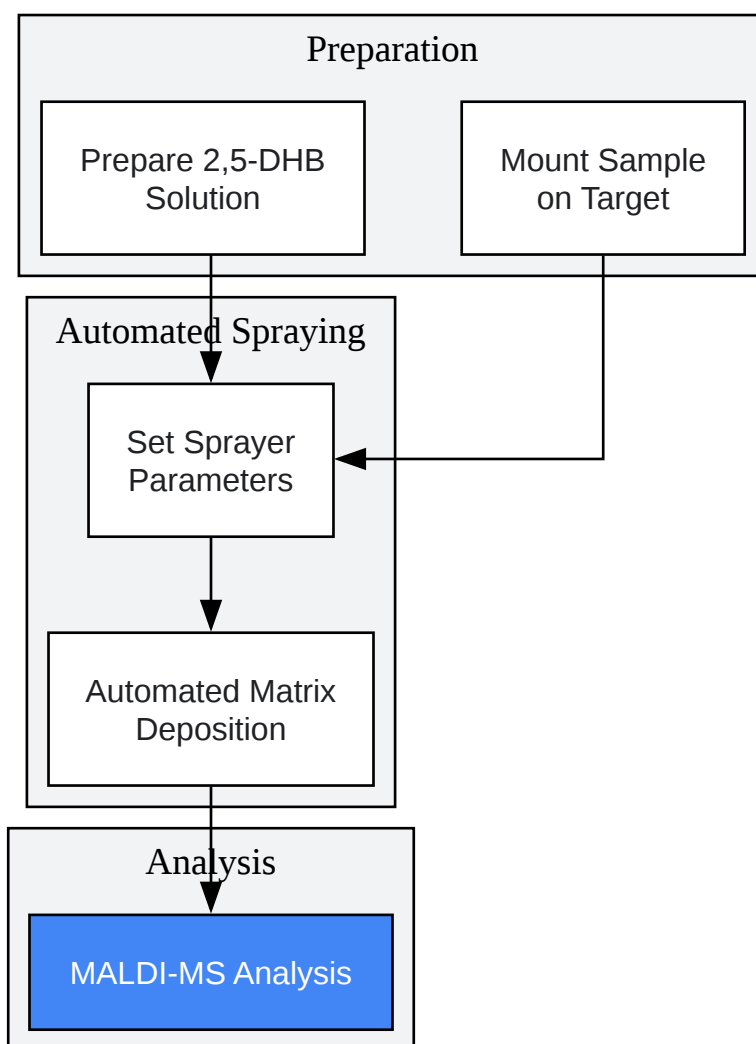 Preparation
Prepare 2,5-DHB
Solution
Mount Sample
on Target
Automated Spraying
Set Sprayer
Parameters
Automated Matrix
Deposition
Analysis
MALDI-MS Analysis